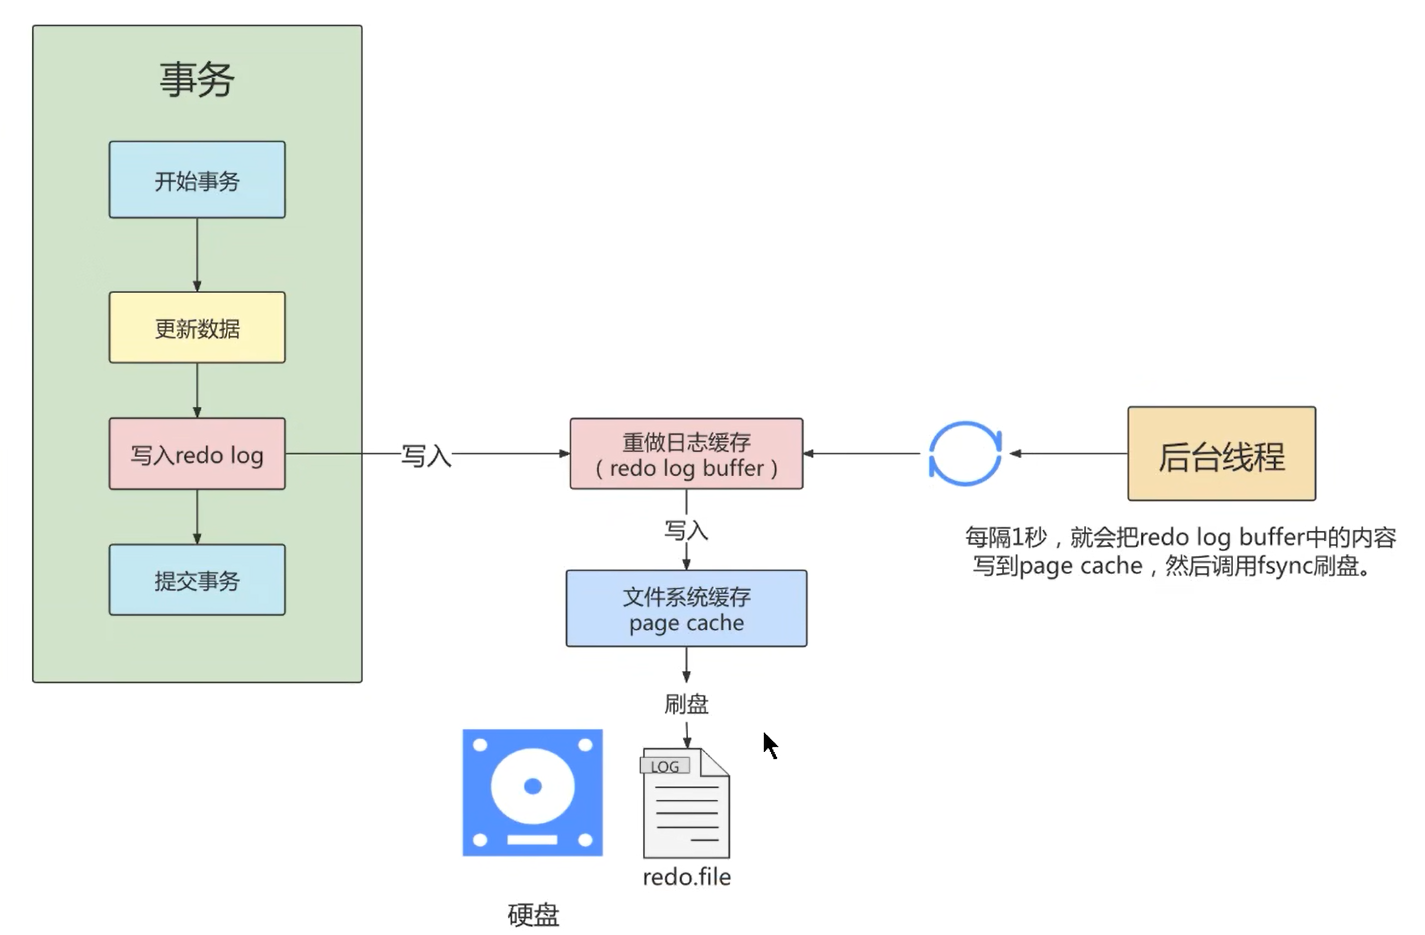 事务
开始事务
更新数据
写入redo log
提交事务
写入
重做日志缓存
（redo log buffer）
写入
文件系统缓存
page cache
刷盘
LOG
redo.file
硬盘
后台线程
每隔1秒，就会把redo log buffer中的内容
写到page cache，然后调用fsync刷盘。